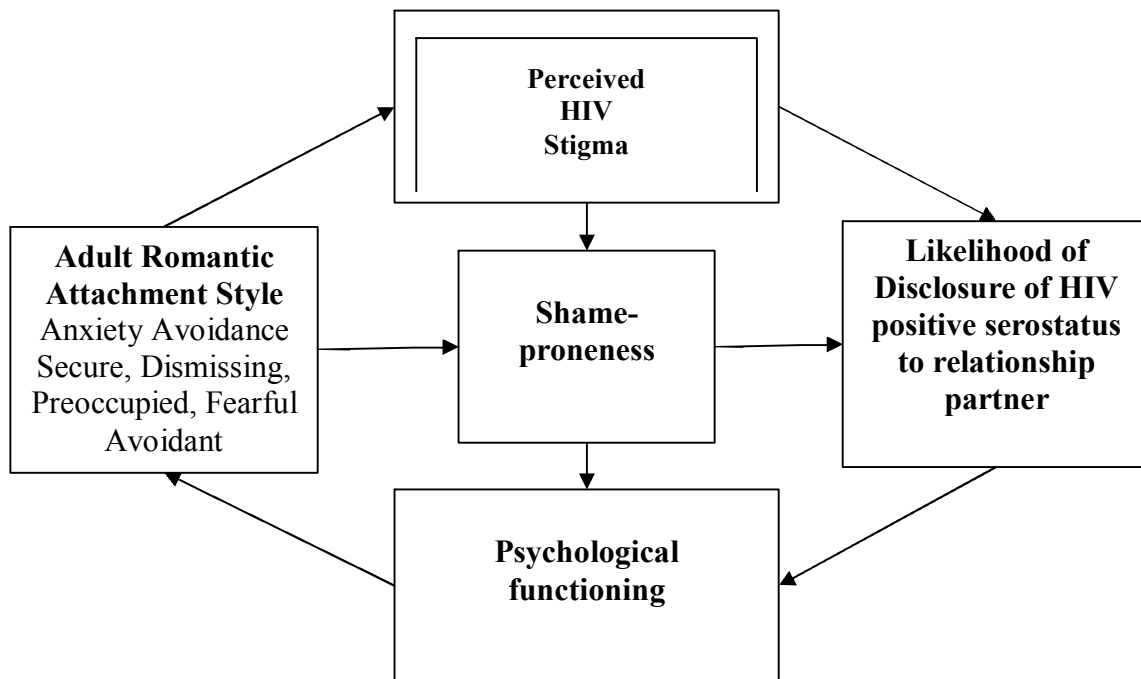 Perceived
HIV
Stigma
Adult Romantic
Attachment Style
Anxiety Avoidance
Secure, Dismissing,
Preoccupied, Fearful
Avoidant
Shame-
proneness
Likelihood of
Disclosure of HIV
positive serostatus
to relationship
partner
Psychological
functioning